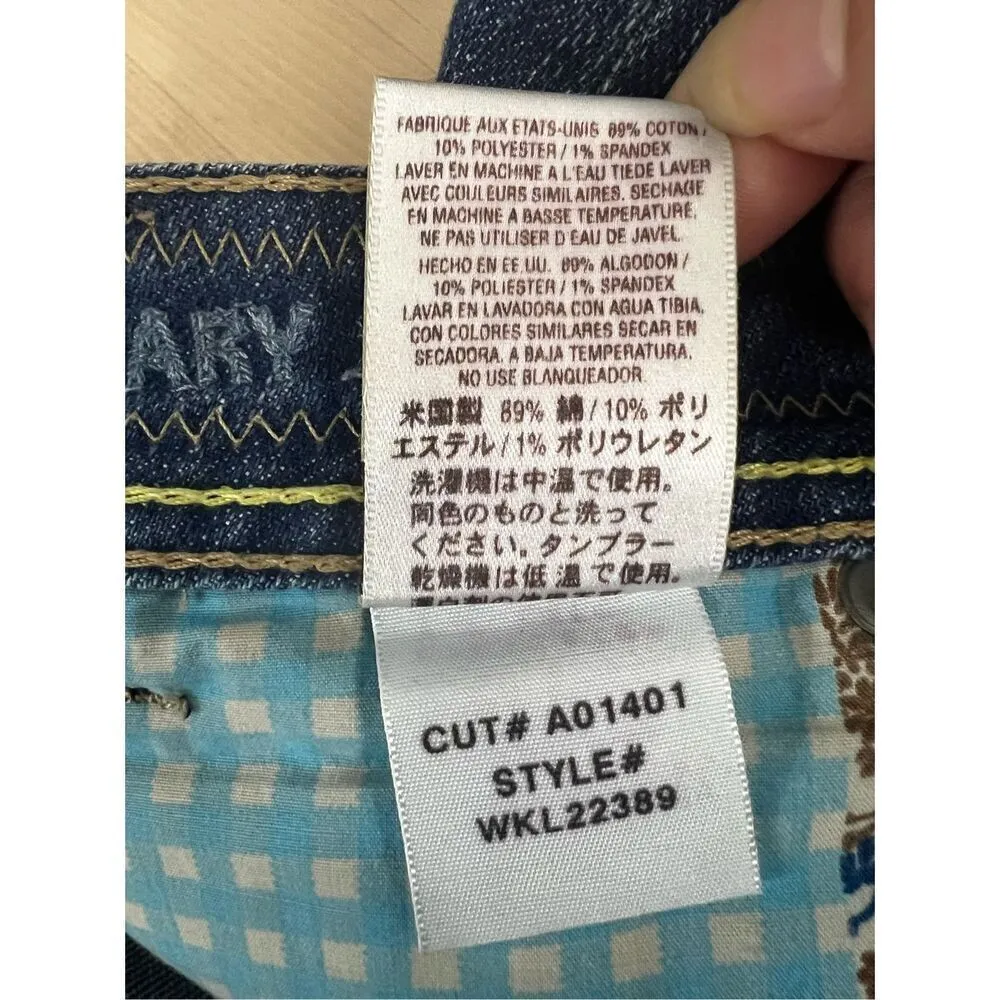 FABRIQUE AUX ETATS-UNIS 89% COTON /
10% POLYESTER / 1% SPANDEX
LAVER EN MACHINE A L'EAU TIEDE LAVER
AVEC COULEURS SIMILAIRES. SECHAGE
EN MACHINE A BASSE TEMPERATURE.
NE PAS UTILISER D EAU DE JAVEL.
HECHO EN EE.UU. 89% ALGODON /
10% POLIESTER / 1% SPANDEX
LAVAR EN LAVADORA CON AGUA TIBIA.
CON COLORES SIMILARES SECAR EN
SECADORA. A BAJA TEMPERATURA.
NO USE BLANQUEADOR.
ARY
米国製 89% 綿 / 10% ポリ
エステル / 1% ポリウレタン
洗濯機は中温で使用。
同色のものと洗って
ください。タンブラー
乾燥機は低温で使用。
CUT# A01401
STYLE#
WKL22389